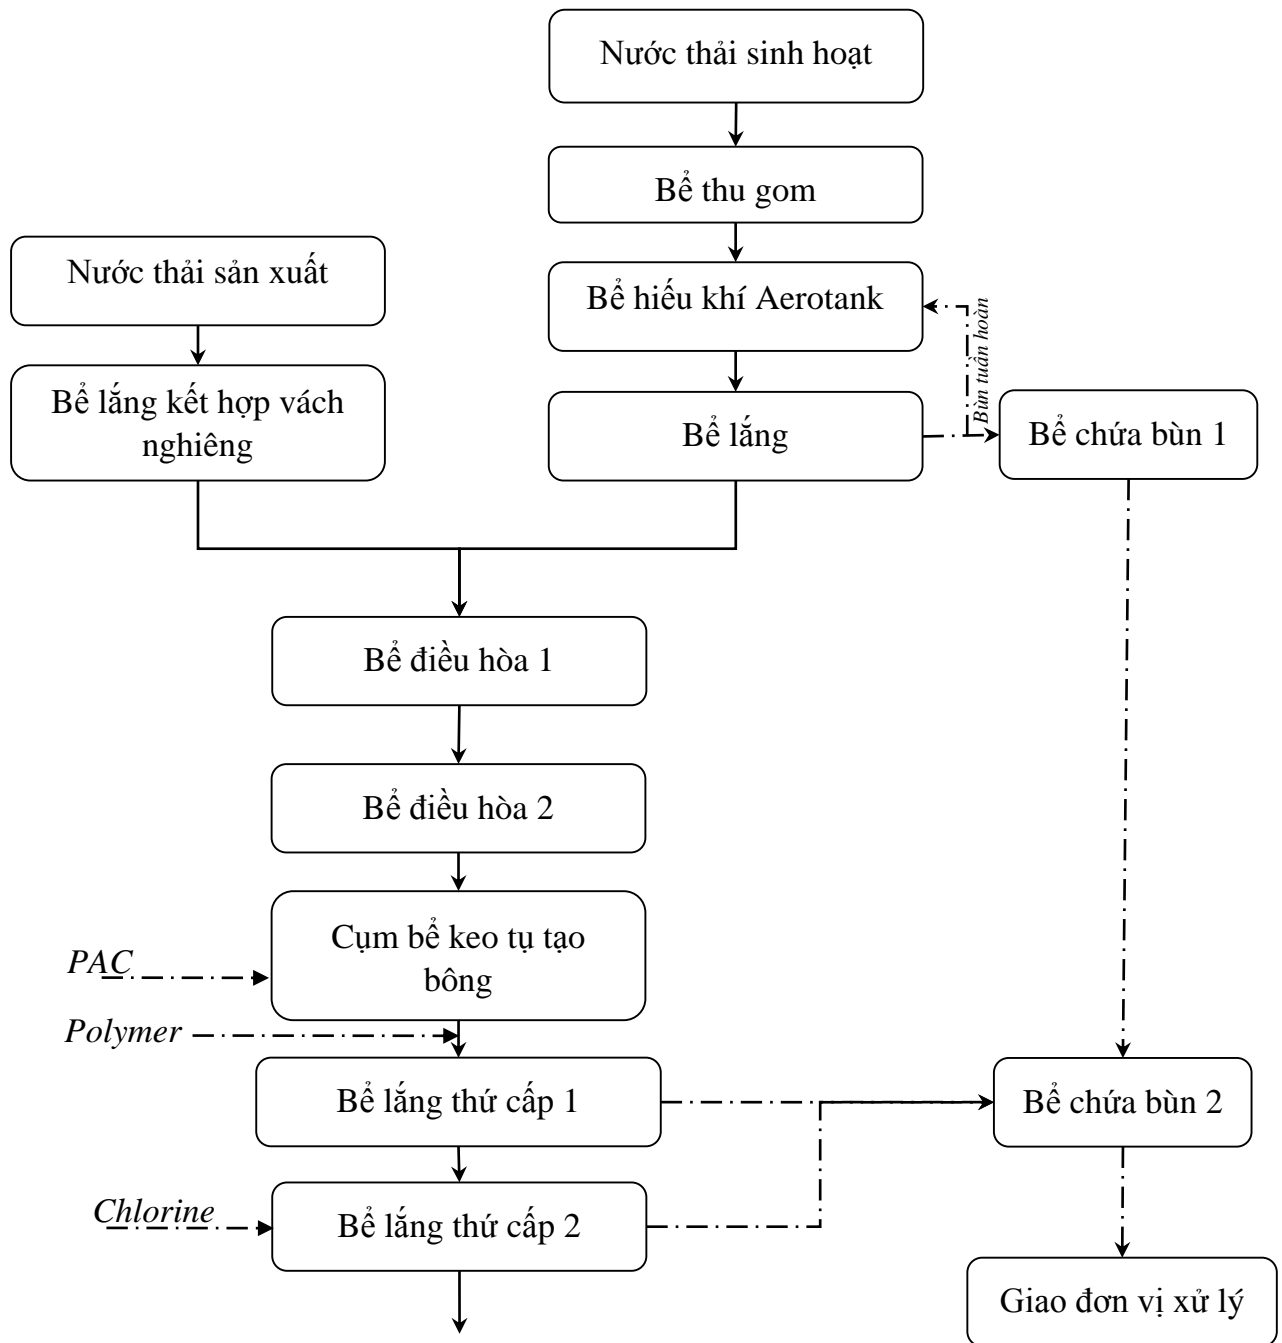 Nước thải sinh hoạt
Bể thu gom
Nước thải sản xuất
Bể hiếu khí Aerotank
Bùn tuần hoàn
Bể lắng kết hợp vách
nghiêng
Bể lắng
Bể chứa bùn 1
Bể điều hòa 1
Bể điều hòa 2
Cụm bể keo tụ tạo
bông
PAC
Polymer
Bể lắng thứ cấp 1
Bể chứa bùn 2
Chlorine
Bể lắng thứ cấp 2
Giao đơn vị xử lý